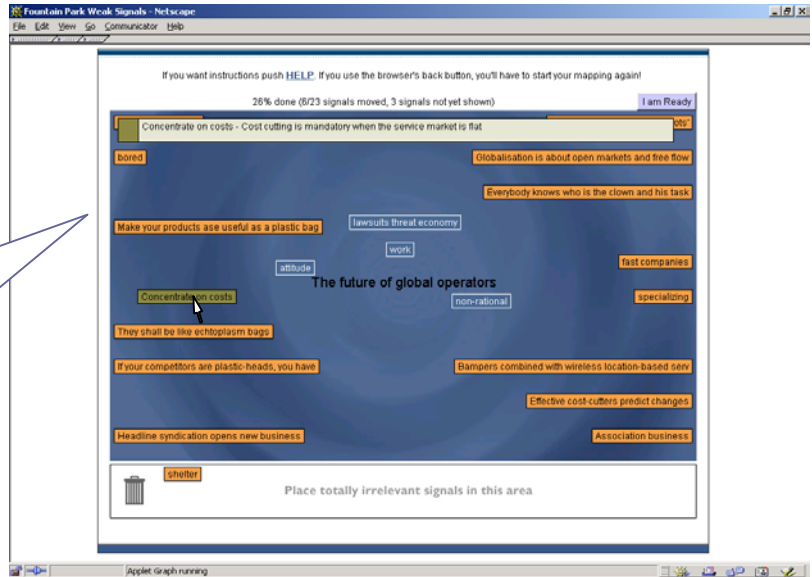 Fountain Park Weak Signals - Netscape
File Edit View Go Communicator Help
If you want instructions push HELP. If you use the browser's back button, you'll have to start your mapping again!
26% done (6/23 signals moved, 3 signals not yet shown)
I am Ready
ots'
Concentrate on costs - Cost cutting is mandatory when the service market is flat
bored
Globalisation is about open markets and free flow
Everybody knows who is the clown and his task
Make your products ase useful as a plastic bag
lawsuits threat economy
work
fast companies
attitude
The future of global operators
Concentrate on costs
non-rational
specializing
They shall be like echtoplasm bags
If your competitors are plastic-heads, you have
Bampers combined with wireless location-based serv
Effective cost-cutters predict changes
Headline syndication opens new business
Association business
shelter
Place totally irrelevant signals in this area
Applet Graph running